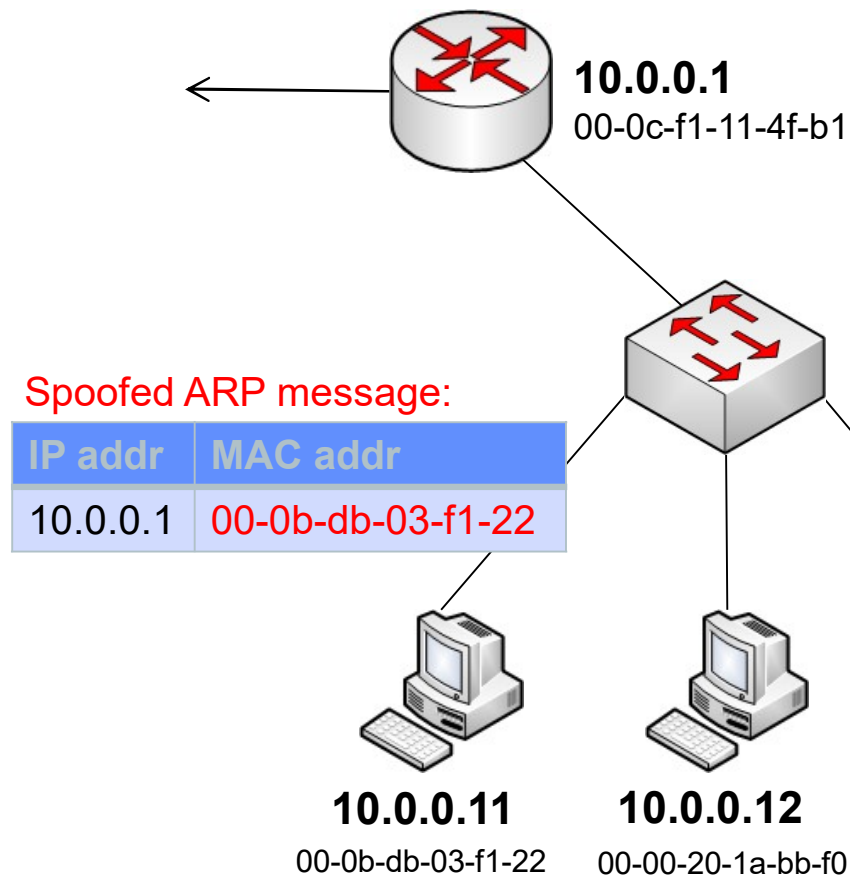 10.0.0.1
00-0c-f1-11-4f-b1
Spoofed ARP message:
IP addr MAC addr
10.0.0.1 00-0b-db-03-f1-22
10.0.0.11 10.0.0.12
00-0b-db-03-f1-22 00-00-20-1a-bb-f0